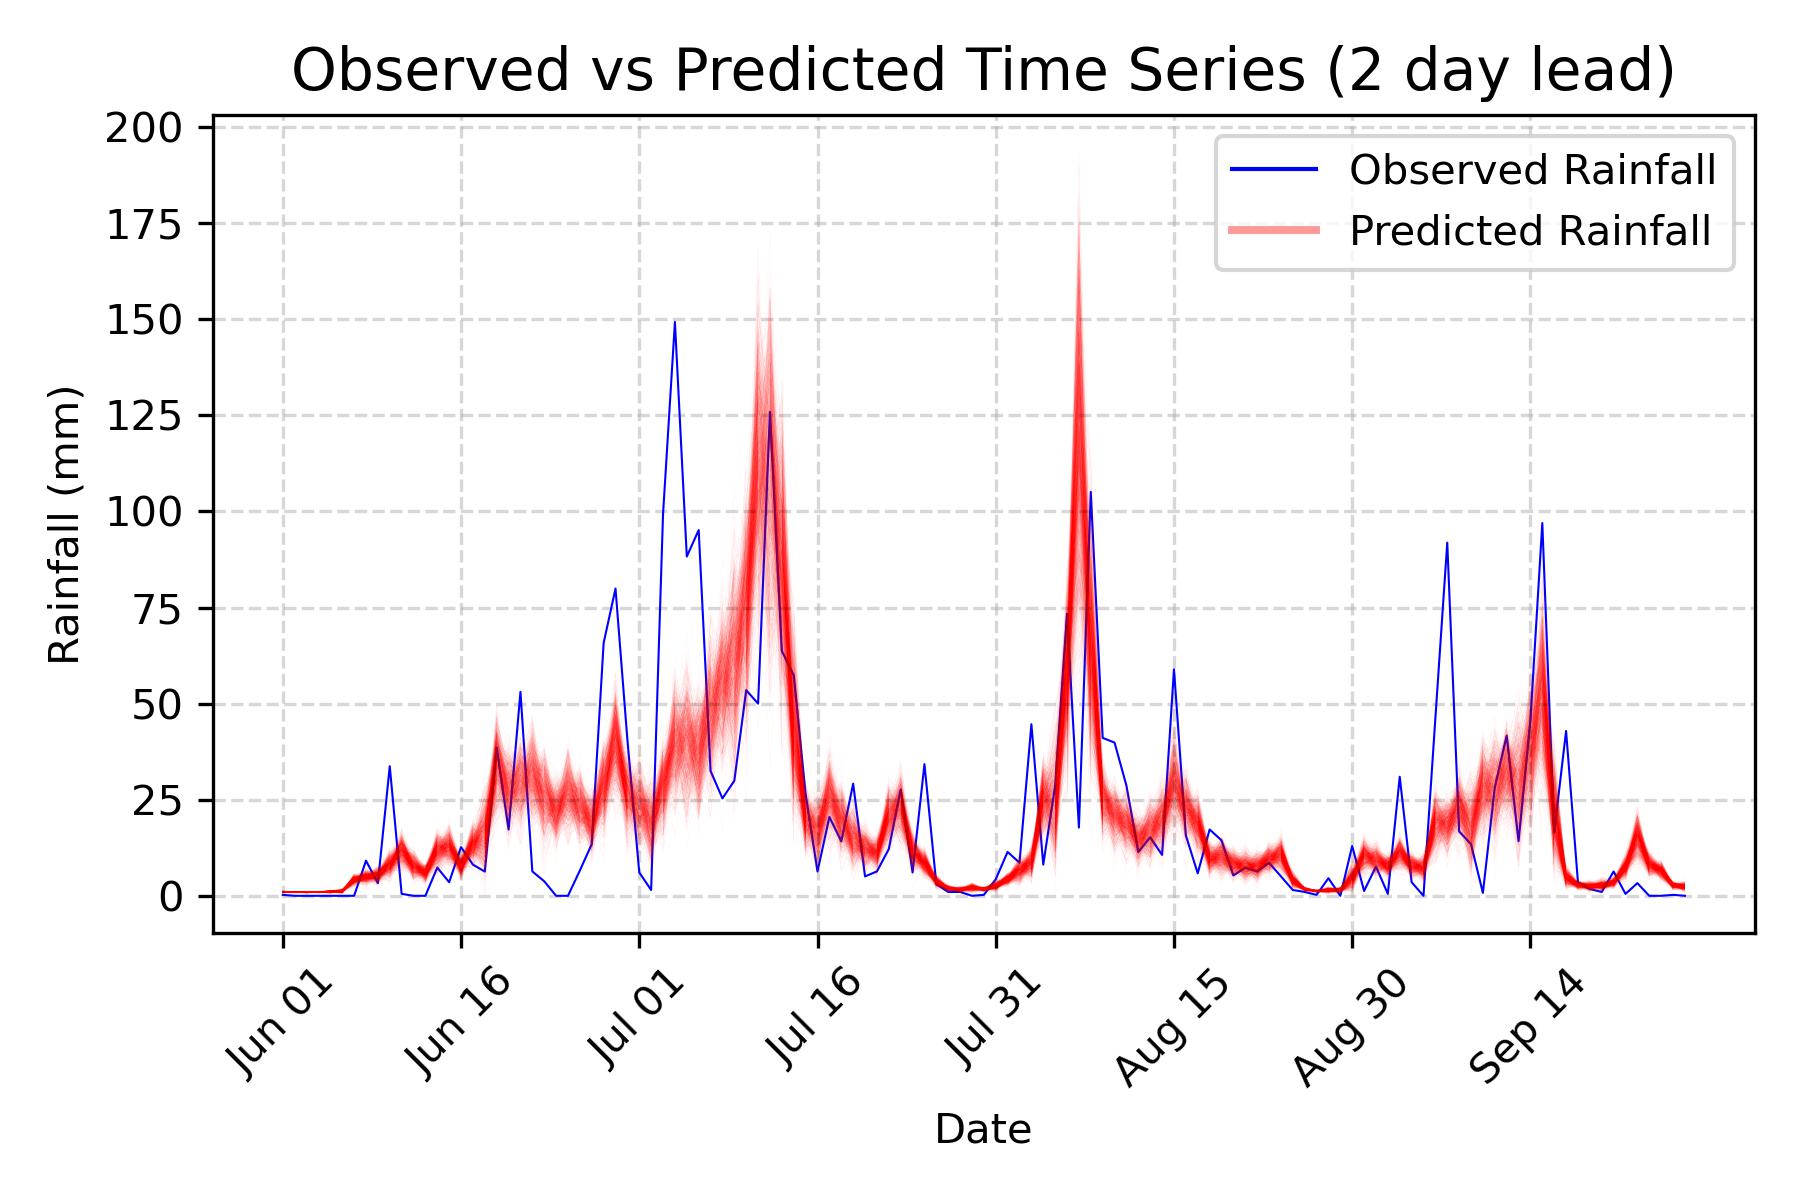 Observed vs Predicted Time Series (2 day lead)
Observed Rainfall
Predicted Rainfall
Rainfall (mm)
200
175
150
125
100
75
50
25
0
Jun 01
Jun 16
Jul 01
Jul 16
Jul 31
Aug 15
Aug 30
Sep 14
Date